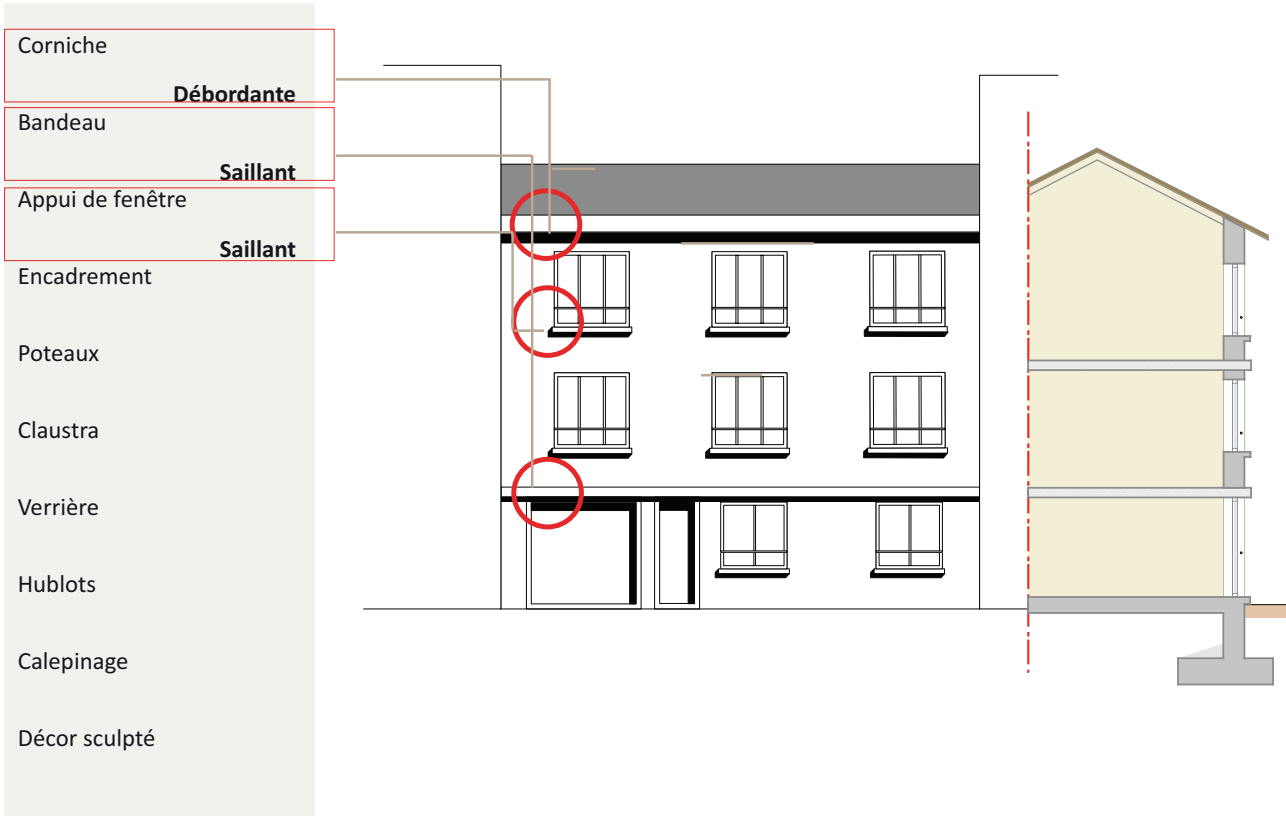 Corniche
Débordante
Bandeau
Saillant
Appui de fenêtre
Saillant
Encadrement
Poteaux
Claustra
Verrière
Hublots
Calepinage
Décor sculpté